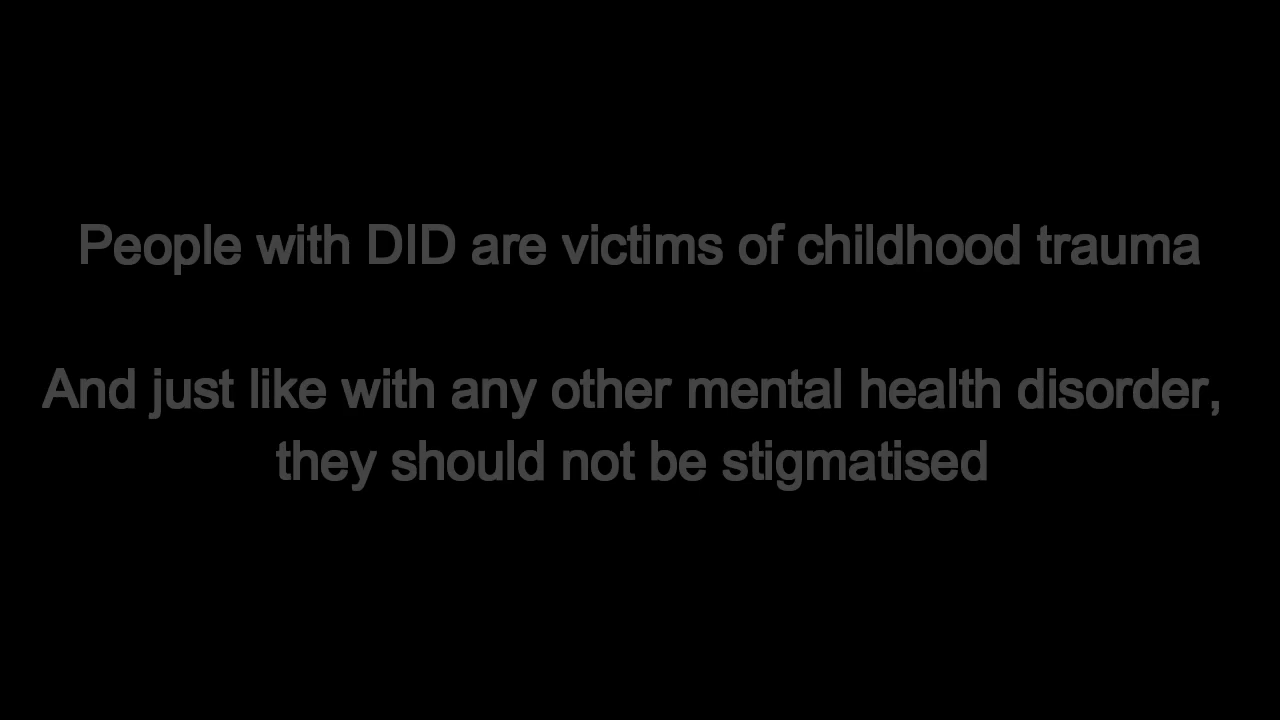 People with DID are victims of childhood trauma
And just like with any other mental health disorder,
they should not be stigmatised